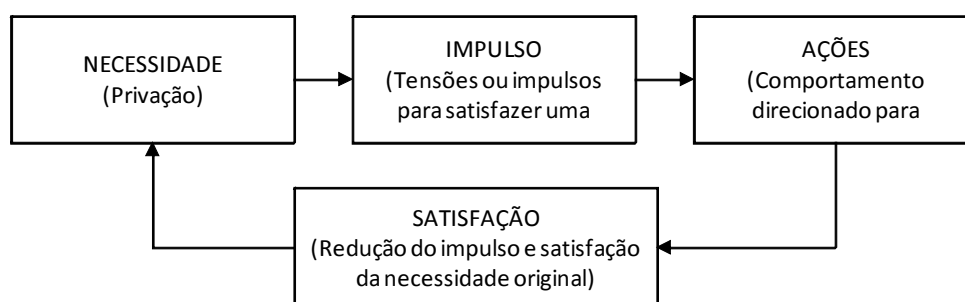 NECESSIDADE
(Privação)
IMPULSO
(Tensões ou impulsos
para satisfazer uma
AÇÕES
(Comportamento
direcionado para
SATISFAÇÃO
(Redução do impulso e satisfação
da necessidade original)